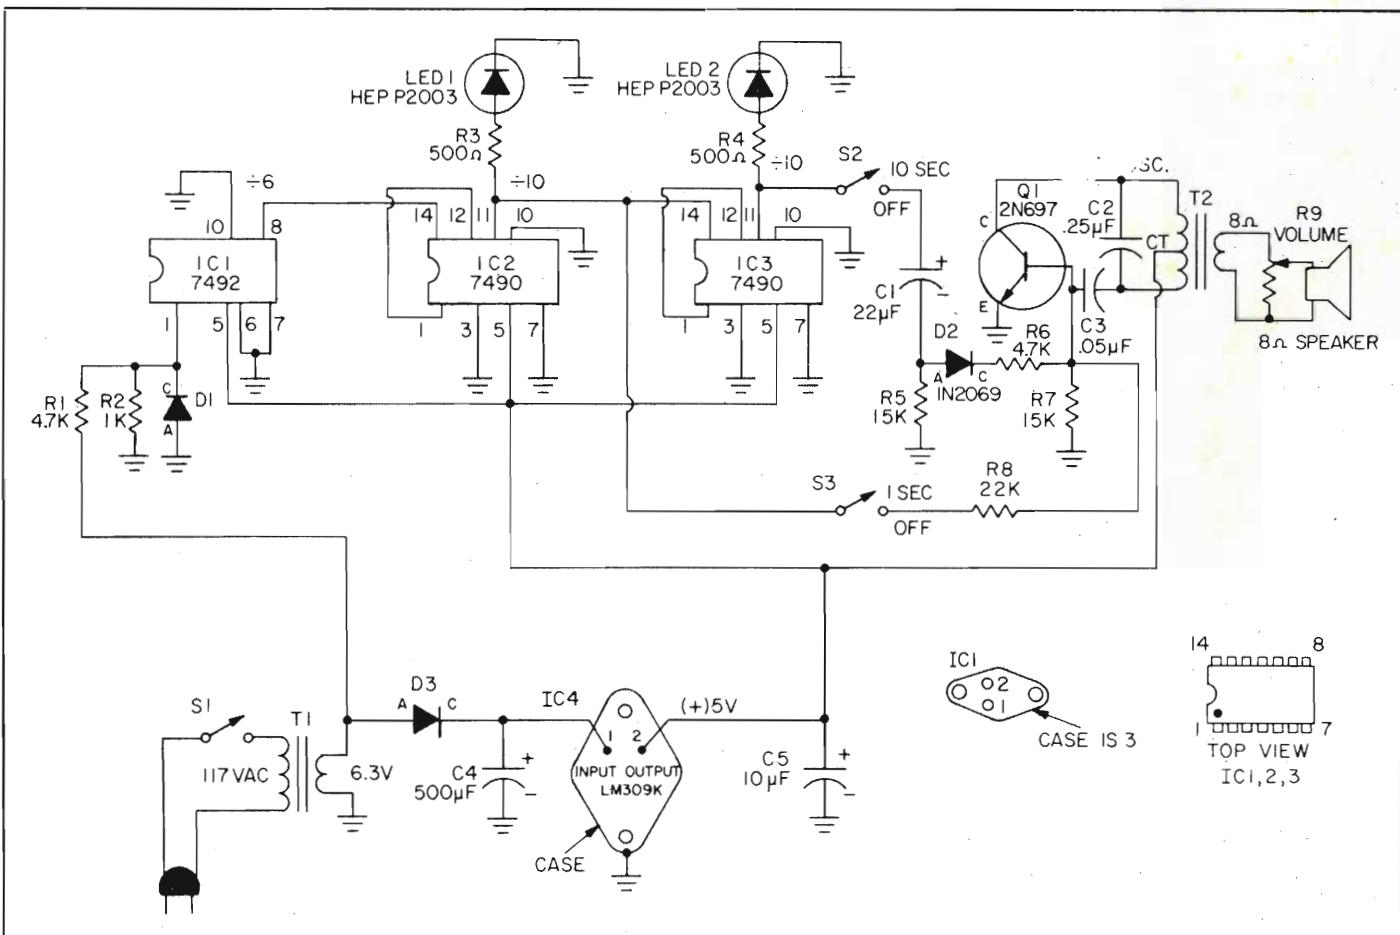 LED 1
HEP P2003
R3
500Ω
÷10
LED 2
HEP P2003
R4
500Ω
÷10
S2
10 SEC
OFF
÷6
10
8
IC1
7492
1
5
6
7
14
12
11
10
IC2
7490
1
3
5
7
14
12
11
10
IC3
7490
1
3
5
7
C1
22µF
+
−
SC.
Q1
2N697
C
E
C2
.25µF
CT
T2
8Ω
R9
VOLUME
8Ω SPEAKER
C3
.05µF
D2
A
C
1N2069
R6
4.7K
R5
15K
R7
15K
R1
4.7K
R2
1K
C
A
D1
S3
1 SEC
OFF
R8
22K
S1
T1
117VAC
6.3V
D3
A
C
C4
500µF
+
−
IC4
1
2
INPUT OUTPUT
LM309K
CASE
(+)5V
C5
10µF
+
−
IC1
2
1
CASE IS 3
14
8
1
7
TOP VIEW
IC1,2,3